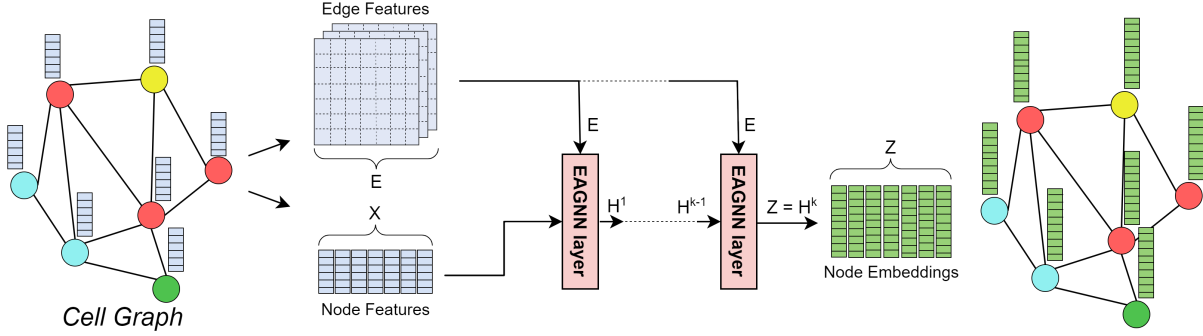 Edge Features
E
X
Node Features
Cell Graph
E
EAGNN layer
H¹
Hᵏ⁻¹
E
EAGNN layer
Z = Hᵏ
Z
Node Embeddings